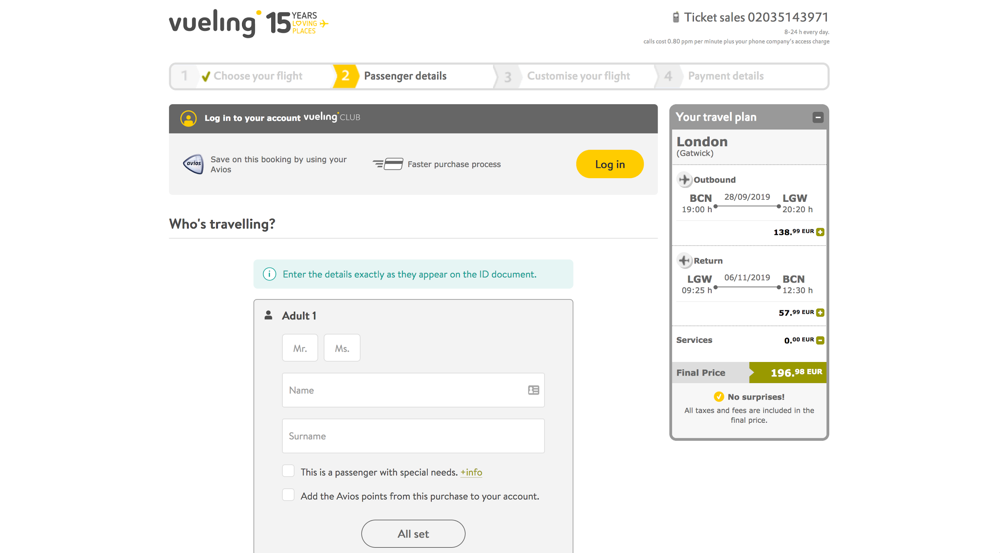 vueling 15 YEARS LOVING PLACES
Ticket sales 02035143971
8-24 h every day.
calls cost 0.80 ppm per minute plus your phone company's access charge
1 Choose your flight 2 Passenger details 3 Customise your flight 4 Payment details
Log in to your account vueling CLUB
avios Save on this booking by using your
Avios
Faster purchase process
Log in
Who's travelling?
Enter the details exactly as they appear on the ID document.
Adult 1
Mr. Ms.
Name
Surname
This is a passenger with special needs. +info
Add the Avios points from this purchase to your account.
All set
Your travel plan
London
(Gatwick)
Outbound
BCN 28/09/2019 LGW
19:00 h 20:20 h
138.99 EUR
Return
LGW 06/11/2019 BCN
09:25 h 12:30 h
57.99 EUR
Services 0.00 EUR
Final Price 196.98 EUR
No surprises!
All taxes and fees are included in the
final price.